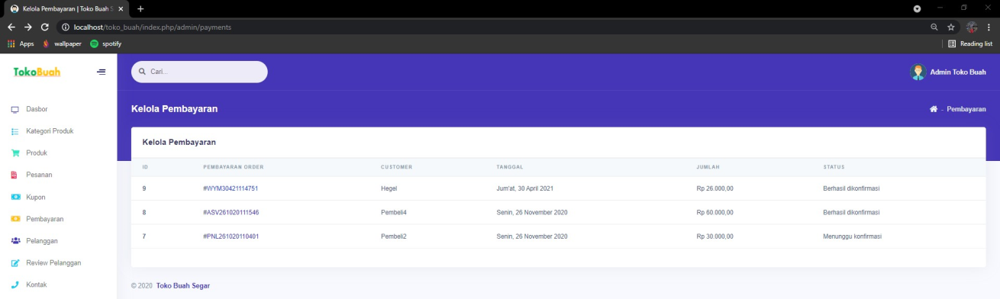 Kelola Pembayaran | Toko Buah S
localhost/toko_buah/index.php/admin/payments
Apps wallpaper spotify Reading list
TokoBuah
Cari...
Admin Toko Buah
Kelola Pembayaran
- Pembayaran
Dasbor
Kategori Produk
Produk
Pesanan
Kupon
Pembayaran
Pelanggan
Review Pelanggan
Kontak
Kelola Pembayaran
ID PEMBAYARAN ORDER CUSTOMER TANGGAL JUMLAH STATUS
9 #WYM30421114751 Hegel Jum'at, 30 April 2021 Rp 26.000,00 Berhasil dikonfirmasi
8 #ASV261020111546 Pembeli4 Senin, 26 November 2020 Rp 60.000,00 Berhasil dikonfirmasi
7 #PNL261020110401 Pembeli2 Senin, 26 November 2020 Rp 30.000,00 Menunggu konfirmasi
© 2020 Toko Buah Segar